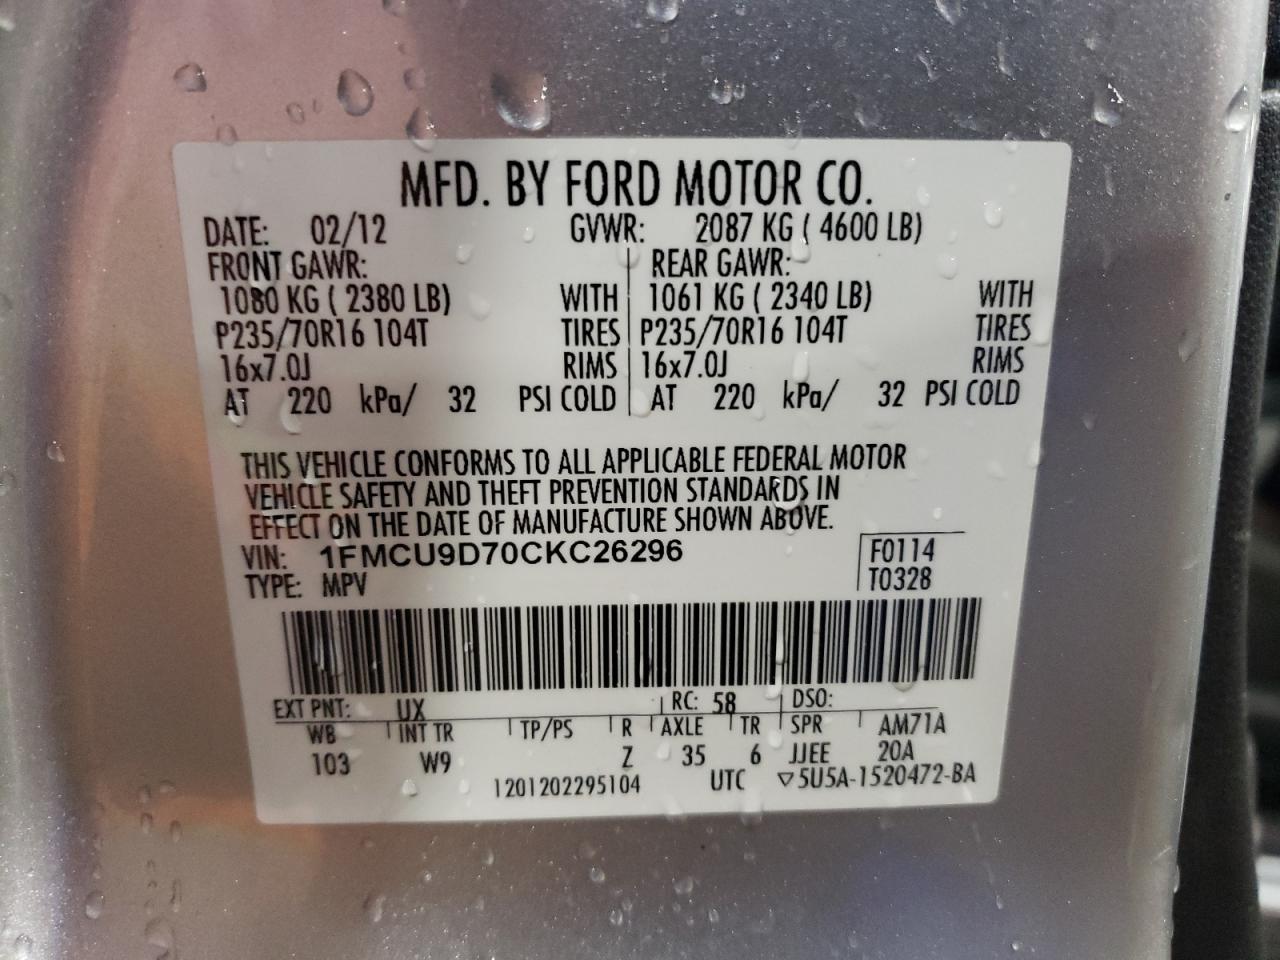 MFD. BY FORD MOTOR CO.
DATE: 02/12 GVWR: 2087 KG ( 4600 LB)
FRONT GAWR: REAR GAWR:
1080 KG ( 2380 LB) WITH 1061 KG ( 2340 LB) WITH
P235/70R16 104T TIRES P235/70R16 104T TIRES
16x7.0J RIMS 16x7.0J RIMS
AT 220 kPa/ 32 PSI COLD AT 220 kPa/ 32 PSI COLD
THIS VEHICLE CONFORMS TO ALL APPLICABLE FEDERAL MOTOR
VEHICLE SAFETY AND THEFT PREVENTION STANDARDS IN
EFFECT ON THE DATE OF MANUFACTURE SHOWN ABOVE.
VIN: 1FMCU9D70CKC26296 F0114
TYPE: MPV T0328
EXT PNT: UX RC: 58 DSO:
WB INT TR TP/PS R AXLE TR SPR AM71A
103 W9 Z 35 6 JJEE 20A
1201202295104 UTC ▽5U5A-1520472-BA